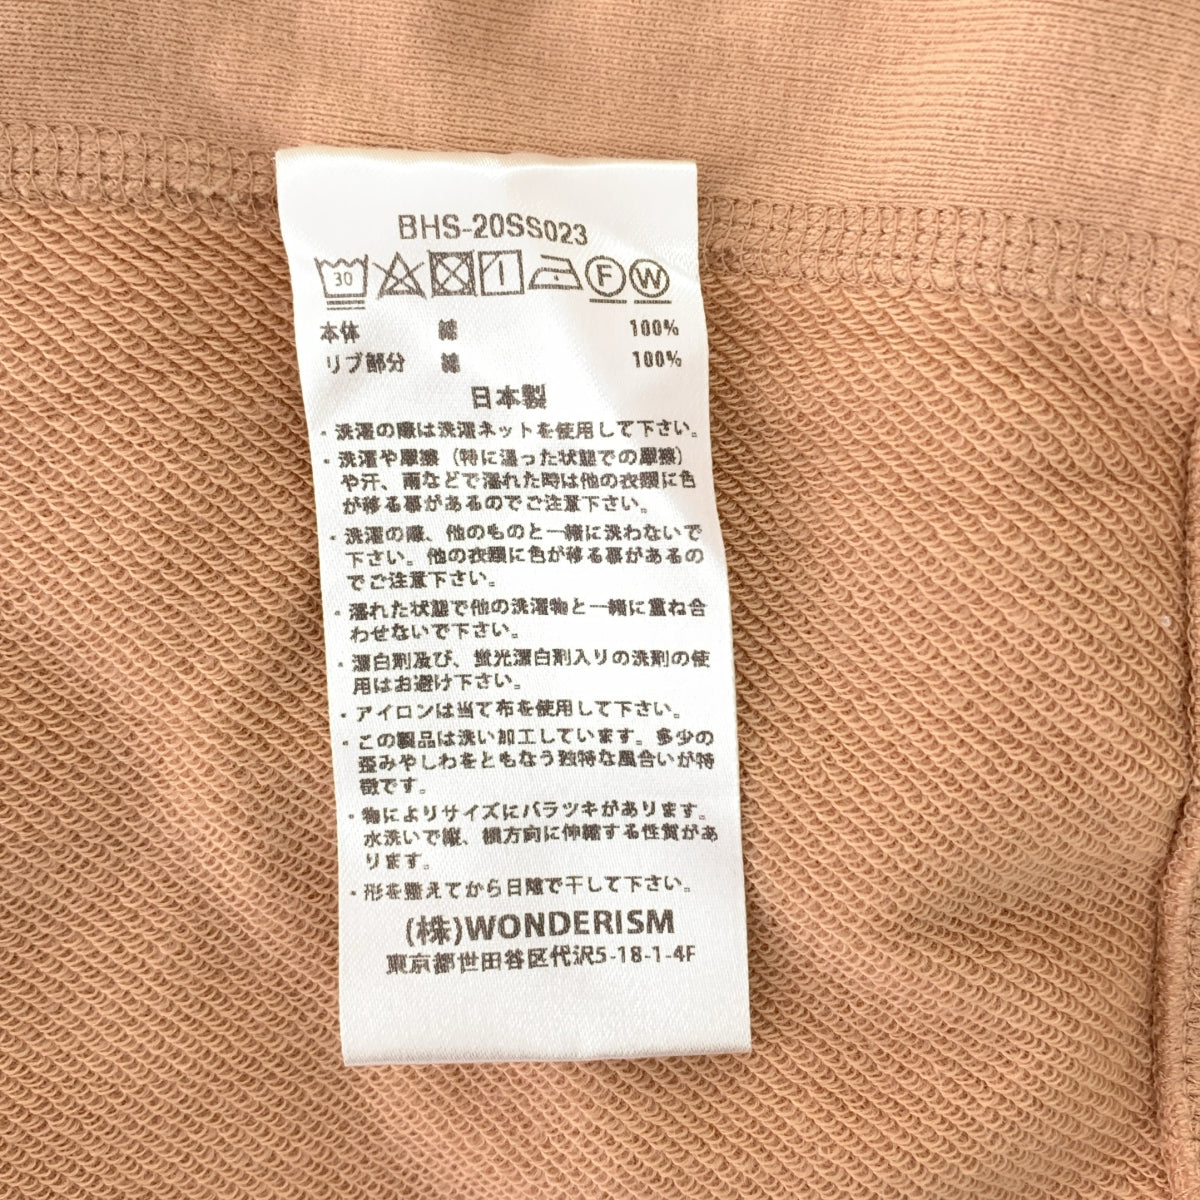 BHS-20SS023
30 F W
本体 綿 100%
リブ部分 綿 100%
日本製
・洗濯の際は洗濯ネットを使用して下さい。
・洗濯や摩擦（特に湿った状態での摩擦）
や汗、雨などで濡れた時は他の衣類に色
が移る事があるのでご注意下さい。
・洗濯の際、他のものと一緒に洗わないで
下さい。他の衣類に色が移る事があるの
でご注意下さい。
・濡れた状態で他の洗濯物と一緒に重ね合
わせないで下さい。
・漂白剤及び、蛍光漂白剤入りの洗剤の使
用はお避け下さい。
・アイロンは当て布を使用して下さい。
・この製品は洗い加工しています。多少の
歪みやしわをともなう独特な風合いが特
徴です。
・物によりサイズにバラツキがあります。
水洗いで縦、横方向に伸縮する性質があ
ります。
・形を整えてから日陰で干して下さい。
(株)WONDERISM
東京都世田谷区代沢5-18-1-4F